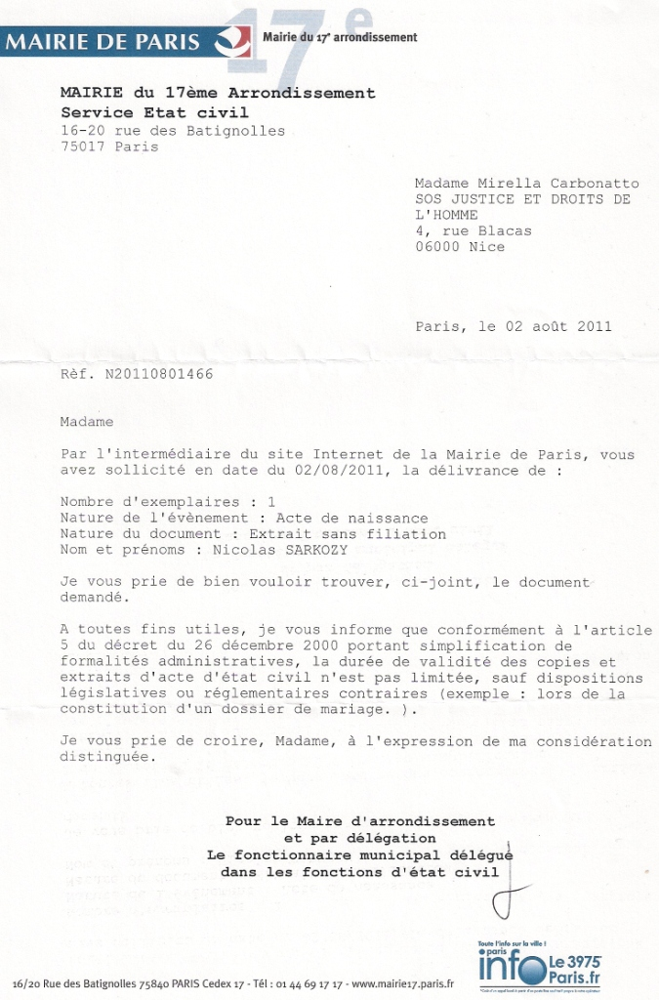 MAIRIE DE PARIS
17e
Mairie du 17e arrondissement
MAIRIE du 17ème Arrondissement
Service Etat civil
16-20 rue des Batignolles
75017 Paris
Madame Mirella Carbonatto
SOS JUSTICE ET DROITS DE
L'HOMME
4, rue Blacas
06000 Nice
Paris, le 02 août 2011
Rèf. N20110801466
Madame
Par l'intermédiaire du site Internet de la Mairie de Paris, vous
avez sollicité en date du 02/08/2011, la délivrance de :
Nombre d'exemplaires : 1
Nature de l'évènement : Acte de naissance
Nature du document : Extrait sans filiation
Nom et prénoms : Nicolas SARKOZY
Je vous prie de bien vouloir trouver, ci-joint, le document
demandé.
A toutes fins utiles, je vous informe que conformément à l'article
5 du décret du 26 décembre 2000 portant simplification de
formalités administratives, la durée de validité des copies et
extraits d'acte d'état civil n'est pas limitée, sauf dispositions
législatives ou réglementaires contraires (exemple : lors de la
constitution d'un dossier de mariage. ).
Je vous prie de croire, Madame, à l'expression de ma considération
distinguée.
Pour le Maire d'arrondissement
et par délégation
Le fonctionnaire municipal délégué
dans les fonctions d'état civil
Toute l'info sur la ville !
paris
info Le 3975*
Paris.fr
16/20 Rue des Batignolles 75840 PARIS Cedex 17 - Tél : 01 44 69 17 17 - www.mairie17.paris.fr